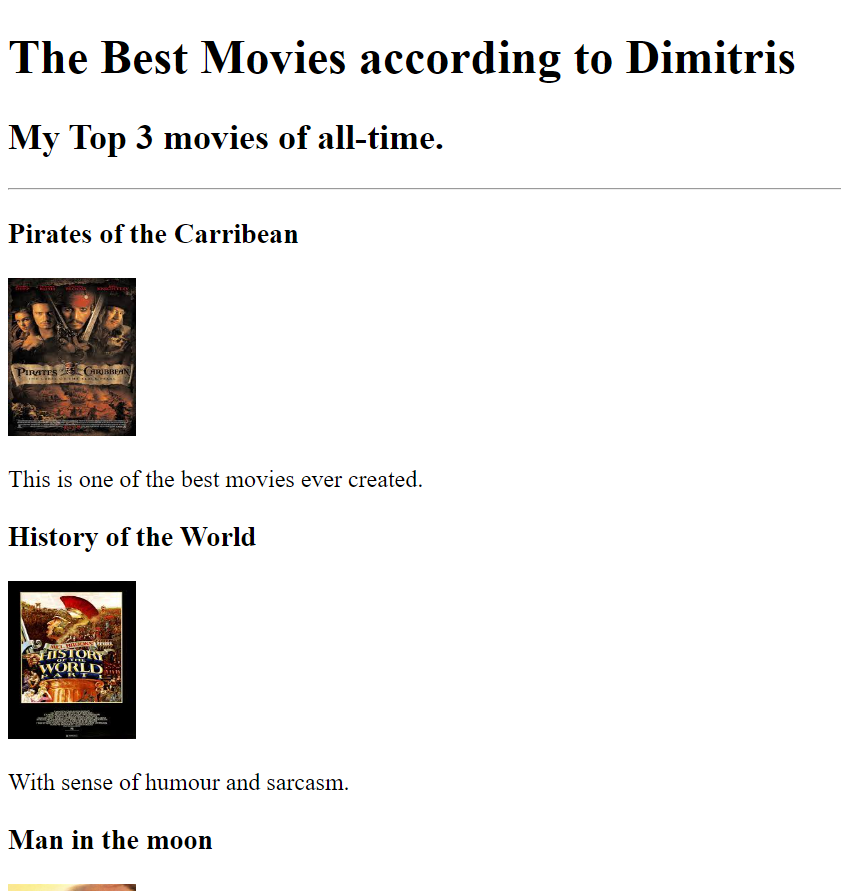 The Best Movies according to Dimitris
My Top 3 movies of all-time.
Pirates of the Carribean
PIRATES CARIBBEAN
This is one of the best movies ever created.
History of the World
HISTORY
OF THE
WORLD
PART I
With sense of humour and sarcasm.
Man in the moon